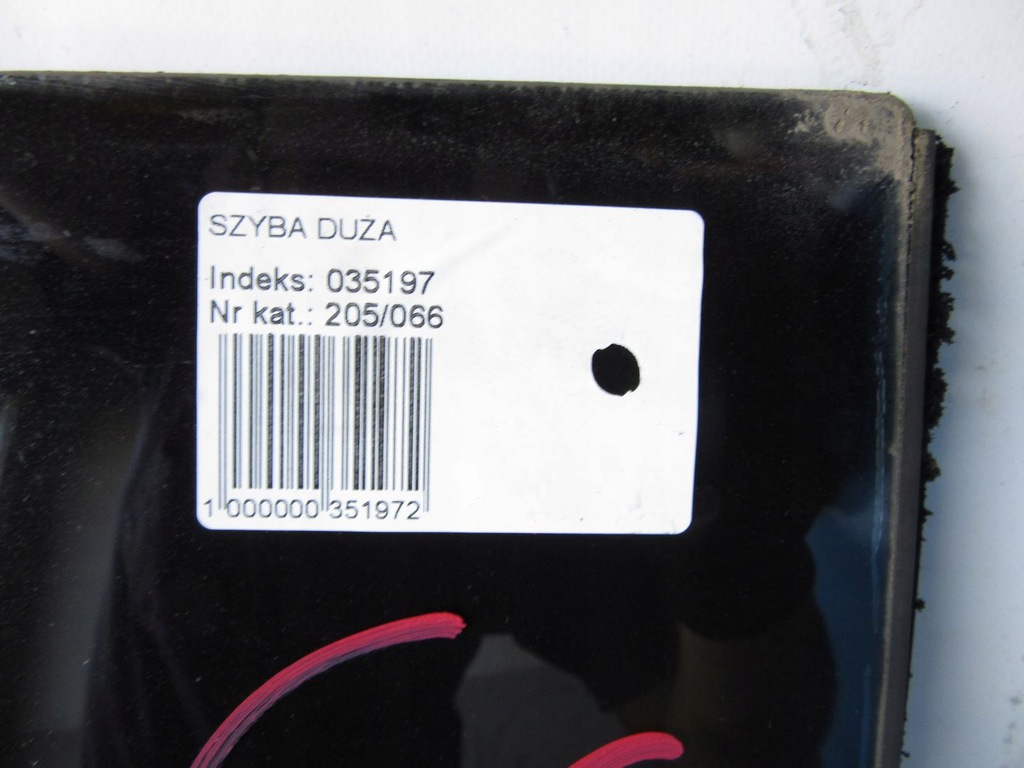 SZYBA DUŻA
Indeks: 035197
Nr kat.: 205/066
1 000000 351972